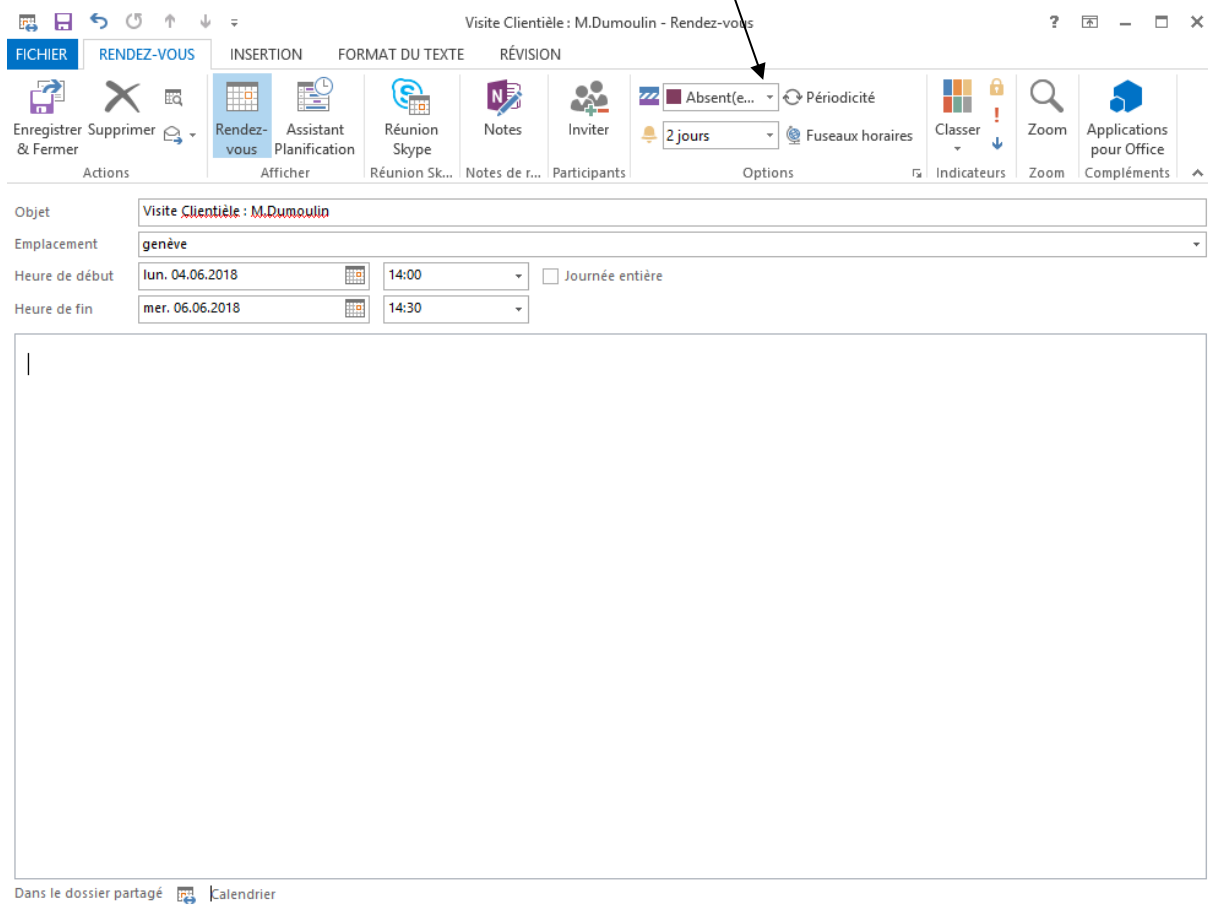 Visite Clientièle : M.Dumoulin - Rendez-vous
?
FICHIER RENDEZ-VOUS INSERTION FORMAT DU TEXTE RÉVISION
Enregistrer & Fermer
Supprimer
Actions
Rendez-vous
Assistant Planification
Afficher
Réunion Skype
Réunion Sk...
Notes
Notes de r...
Inviter
Participants
Absent(e... Périodicité
2 jours Fuseaux horaires
Options
Classer
Indicateurs
Zoom
Zoom
Applications pour Office
Compléments
Objet Visite Clientièle : M.Dumoulin
Emplacement genève
Heure de début lun. 04.06.2018 14:00 Journée entière
Heure de fin mer. 06.06.2018 14:30
Dans le dossier partagé Calendrier